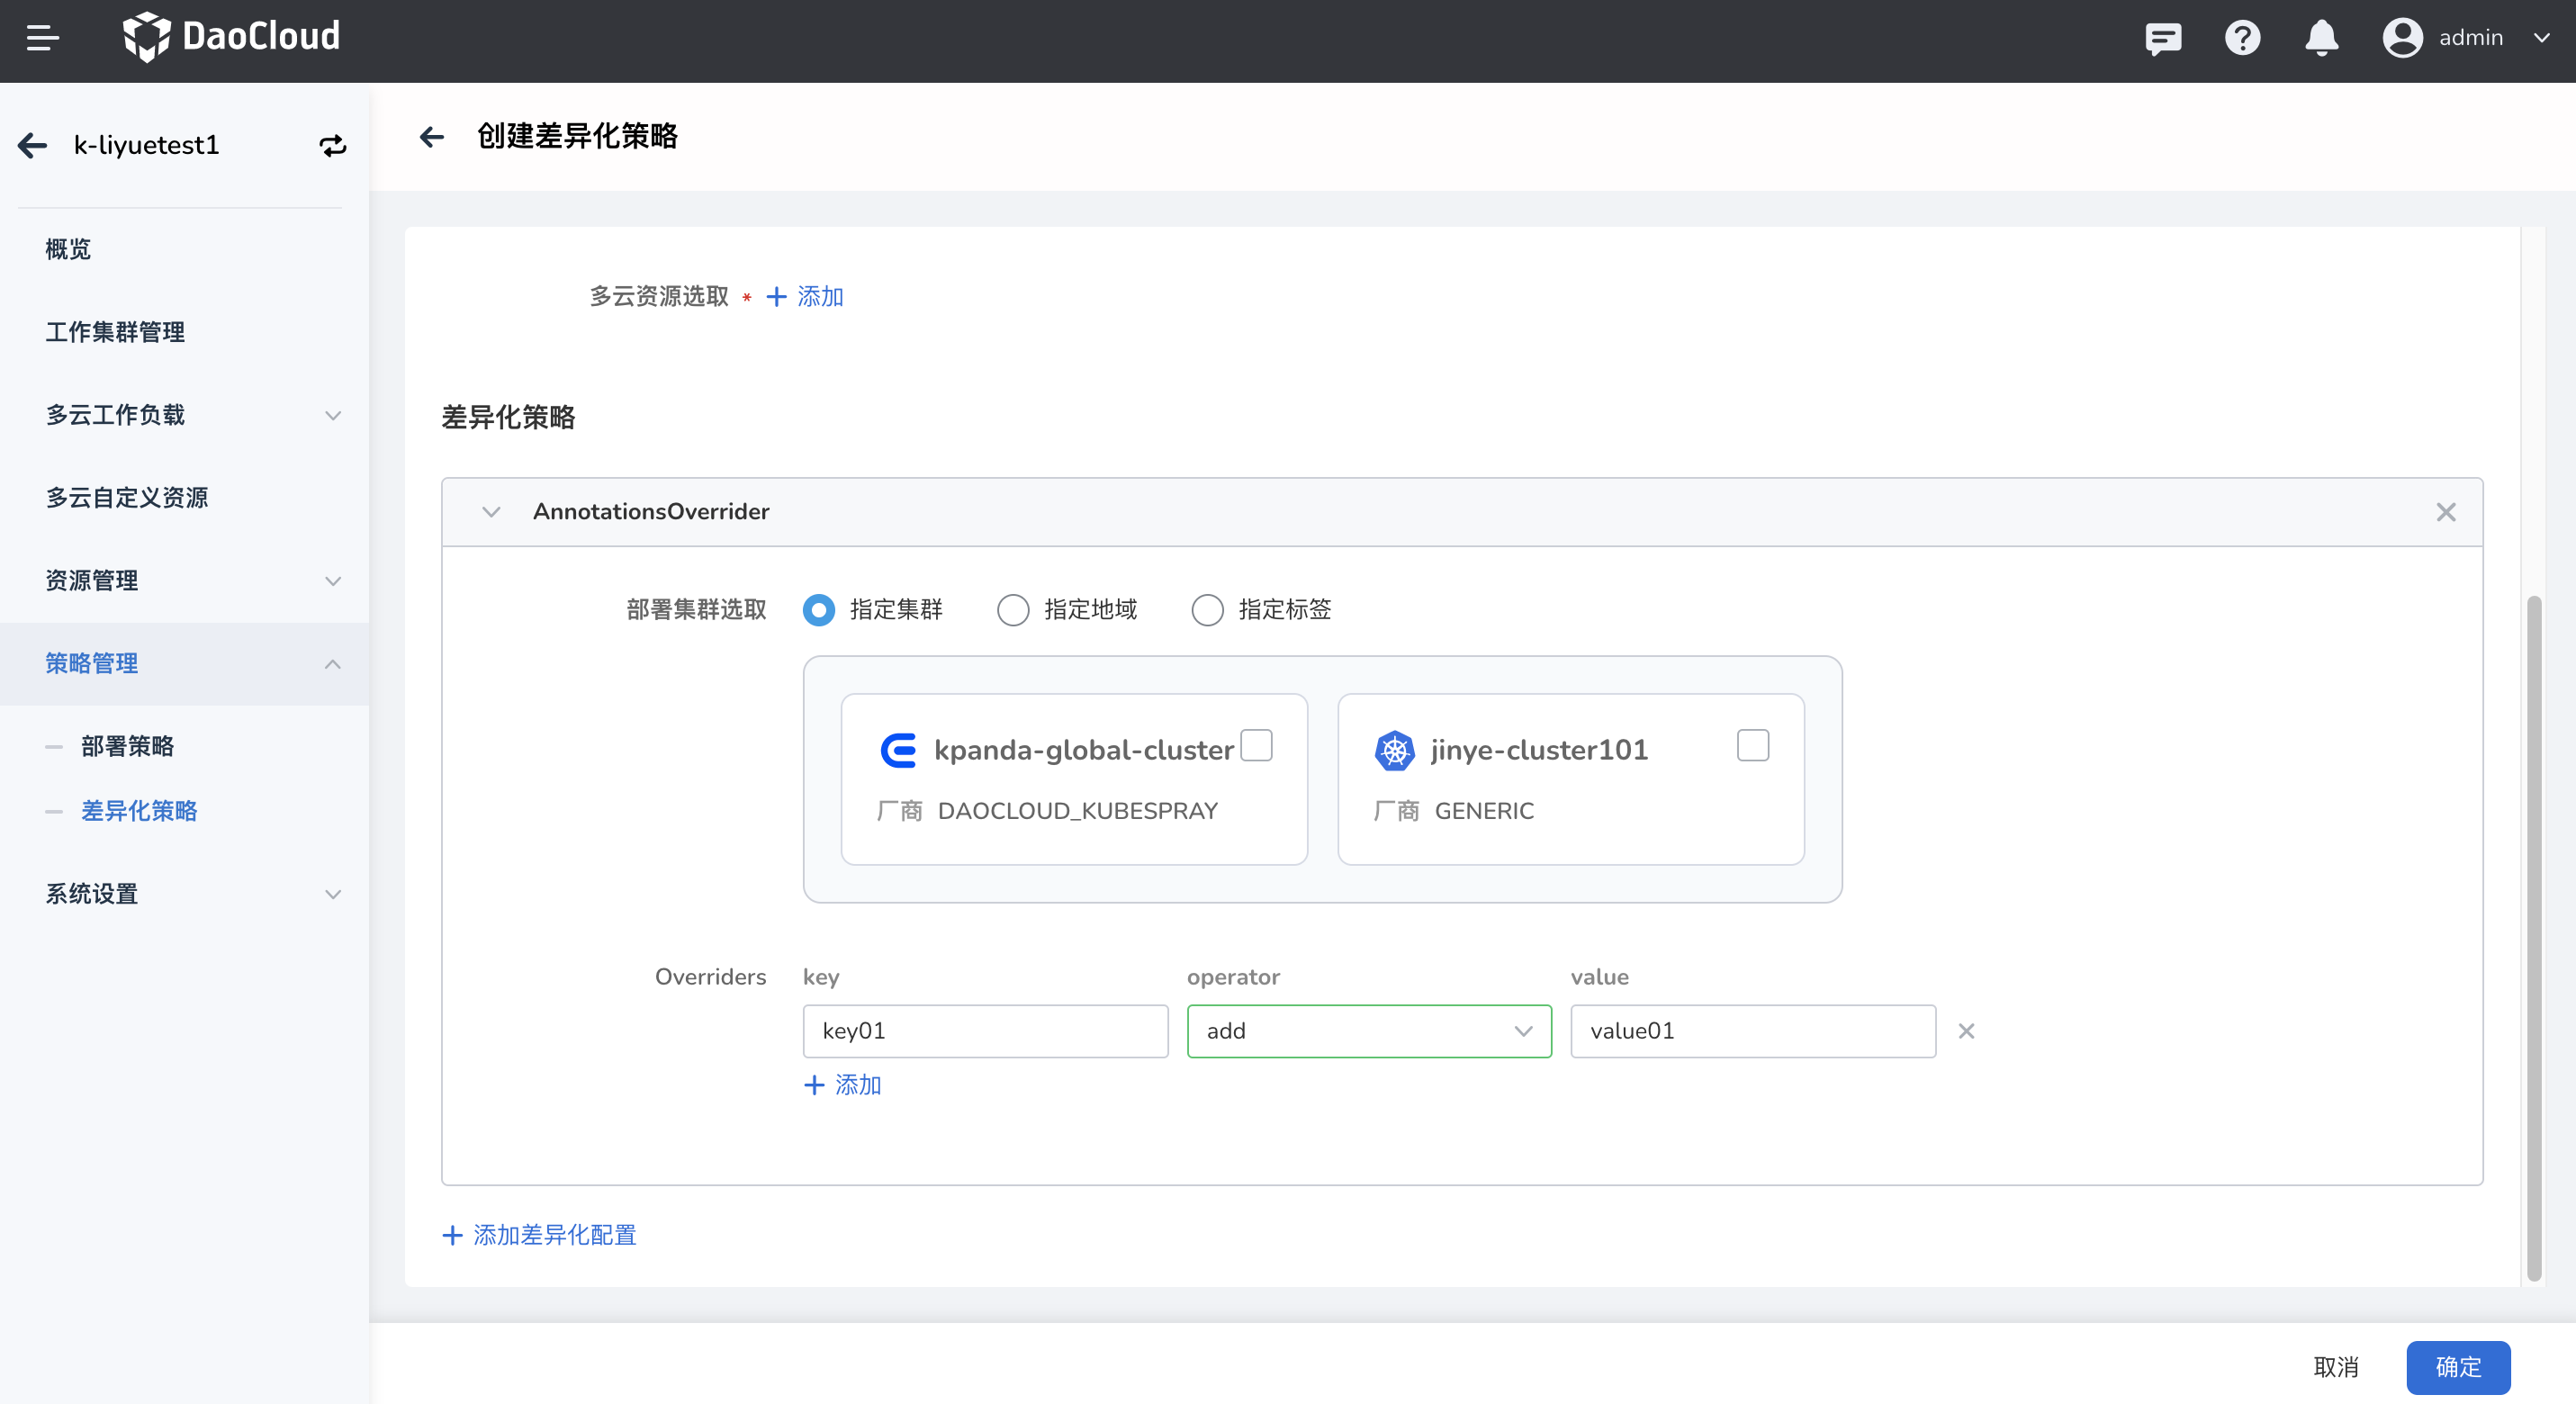 DaoCloud
admin
k-liyuetest1
创建差异化策略
概览
工作集群管理
多云工作负载
多云自定义资源
资源管理
策略管理
部署策略
差异化策略
系统设置
多云资源选取 * + 添加
差异化策略
AnnotationsOverrider
部署集群选取 指定集群 指定地域 指定标签
kpanda-global-cluster
厂商 DAOCLOUD_KUBESPRAY
jinye-cluster101
厂商 GENERIC
Overriders key operator value
key01 add value01
+ 添加
+ 添加差异化配置
取消 确定